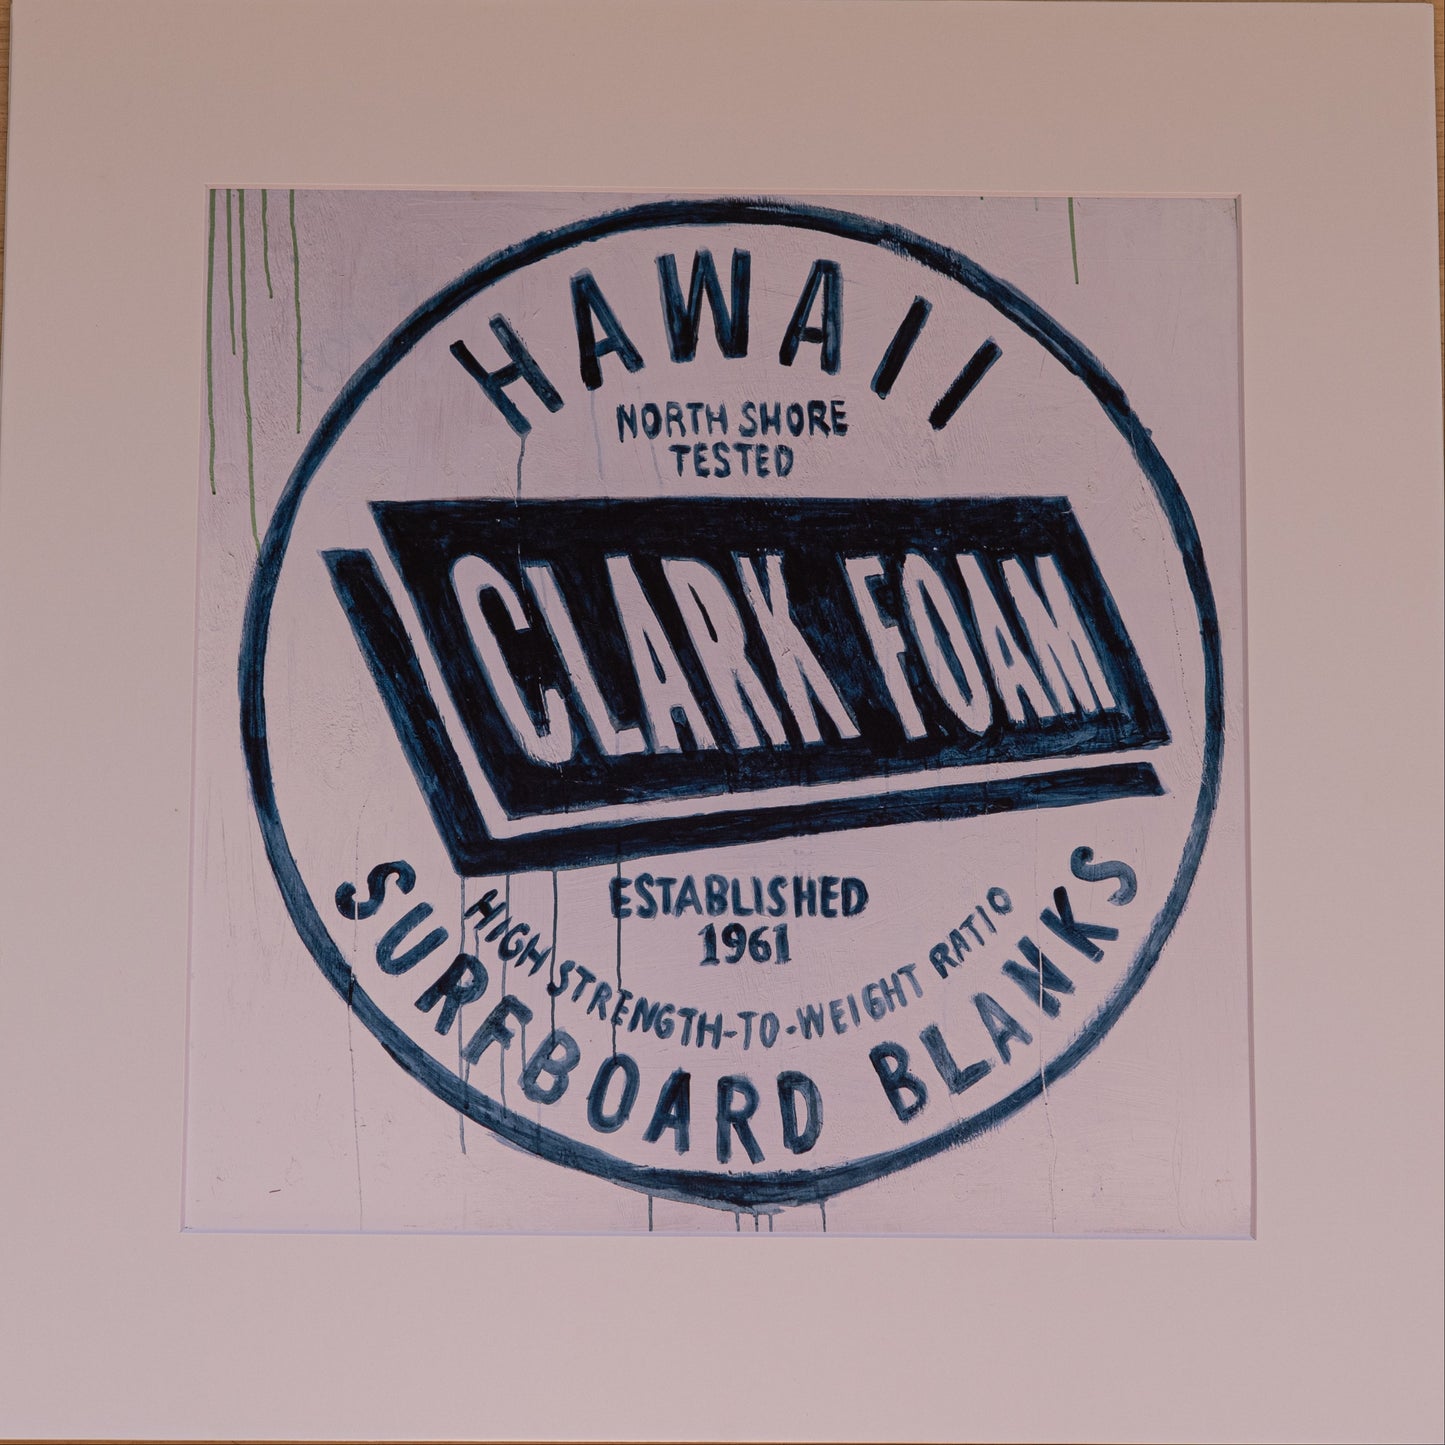 HAWAII
NORTH SHORE
TESTED
CLARK FOAM
ESTABLISHED
1961
HIGH STRENGTH-TO-WEIGHT RATIO
SURFBOARD BLANKS